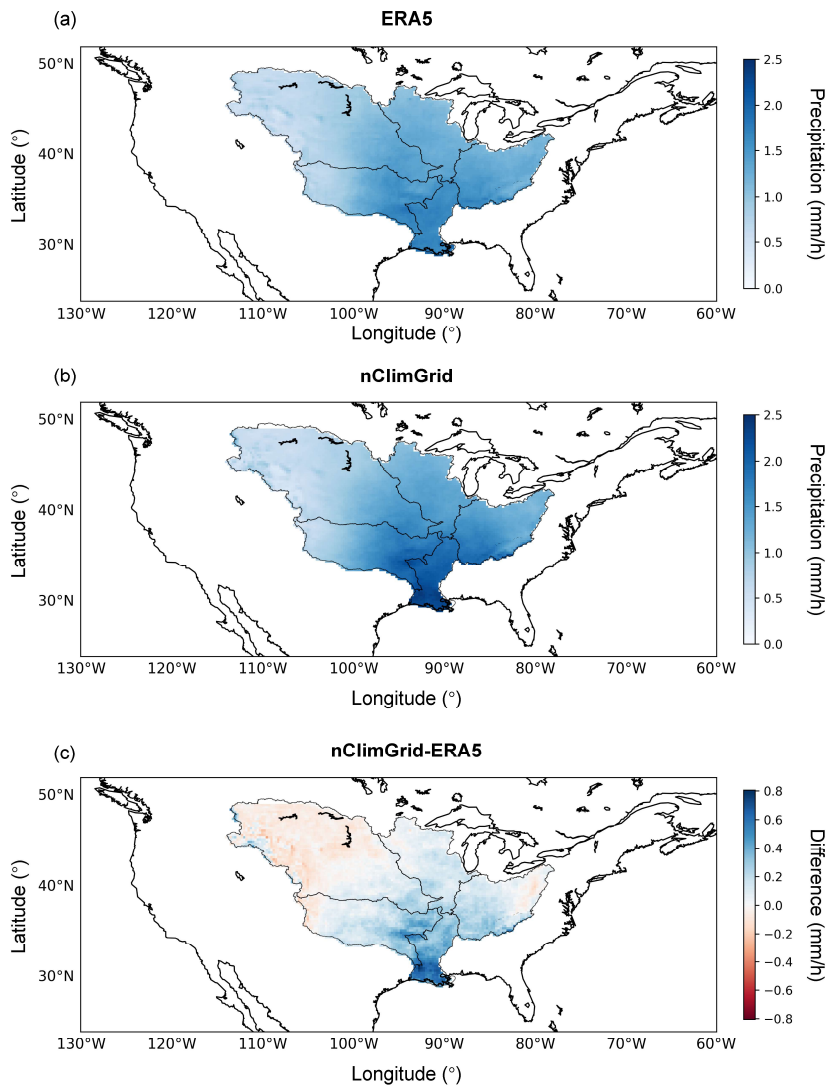 (a)
ERA5
50°N
40°N
30°N
Latitude (°)
130°W 120°W 110°W 100°W 90°W 80°W 70°W 60°W
Longitude (°)
2.5
2.0
1.5
1.0
0.5
0.0
Precipitation (mm/h)
(b)
nClimGrid
50°N
40°N
30°N
Latitude (°)
130°W 120°W 110°W 100°W 90°W 80°W 70°W 60°W
Longitude (°)
2.5
2.0
1.5
1.0
0.5
0.0
Precipitation (mm/h)
(c)
nClimGrid-ERA5
50°N
40°N
30°N
Latitude (°)
130°W 120°W 110°W 100°W 90°W 80°W 70°W 60°W
Longitude (°)
0.8
0.6
0.4
0.2
0.0
−0.2
−0.4
−0.6
−0.8
Difference (mm/h)